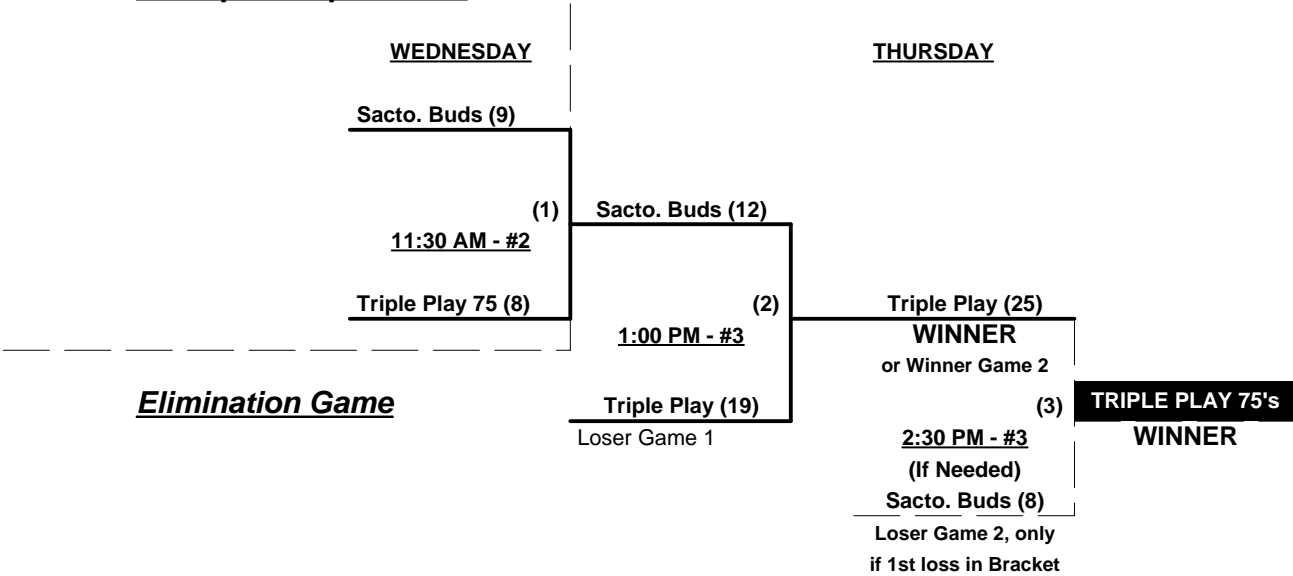 WEDNESDAY
THURSDAY
Sacto. Buds (9)
(1)
Sacto. Buds (12)
11:30 AM - #2
Triple Play 75 (8)
(2)
Triple Play (25)
1:00 PM - #3
WINNER
or Winner Game 2
Elimination Game
Triple Play (19)
(3)
TRIPLE PLAY 75's
Loser Game 1
2:30 PM - #3
WINNER
(If Needed)
Sacto. Buds (8)
Loser Game 2, only
if 1st loss in Bracket